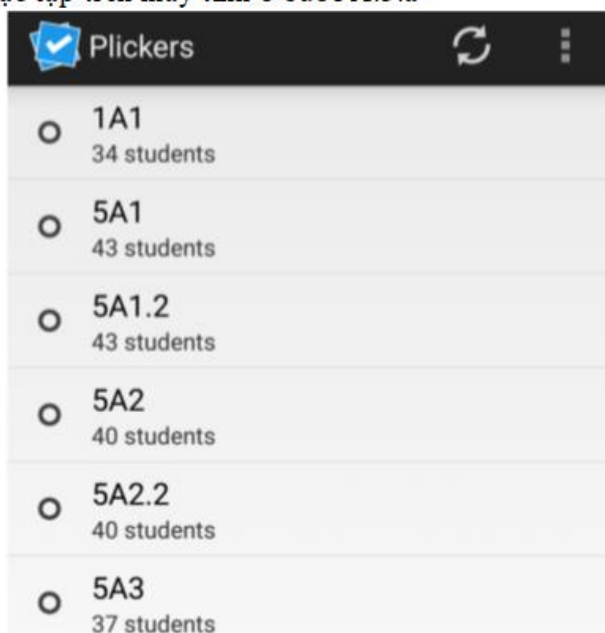 Plickers
1A1
34 students
5A1
43 students
5A1.2
43 students
5A2
40 students
5A2.2
40 students
5A3
37 students